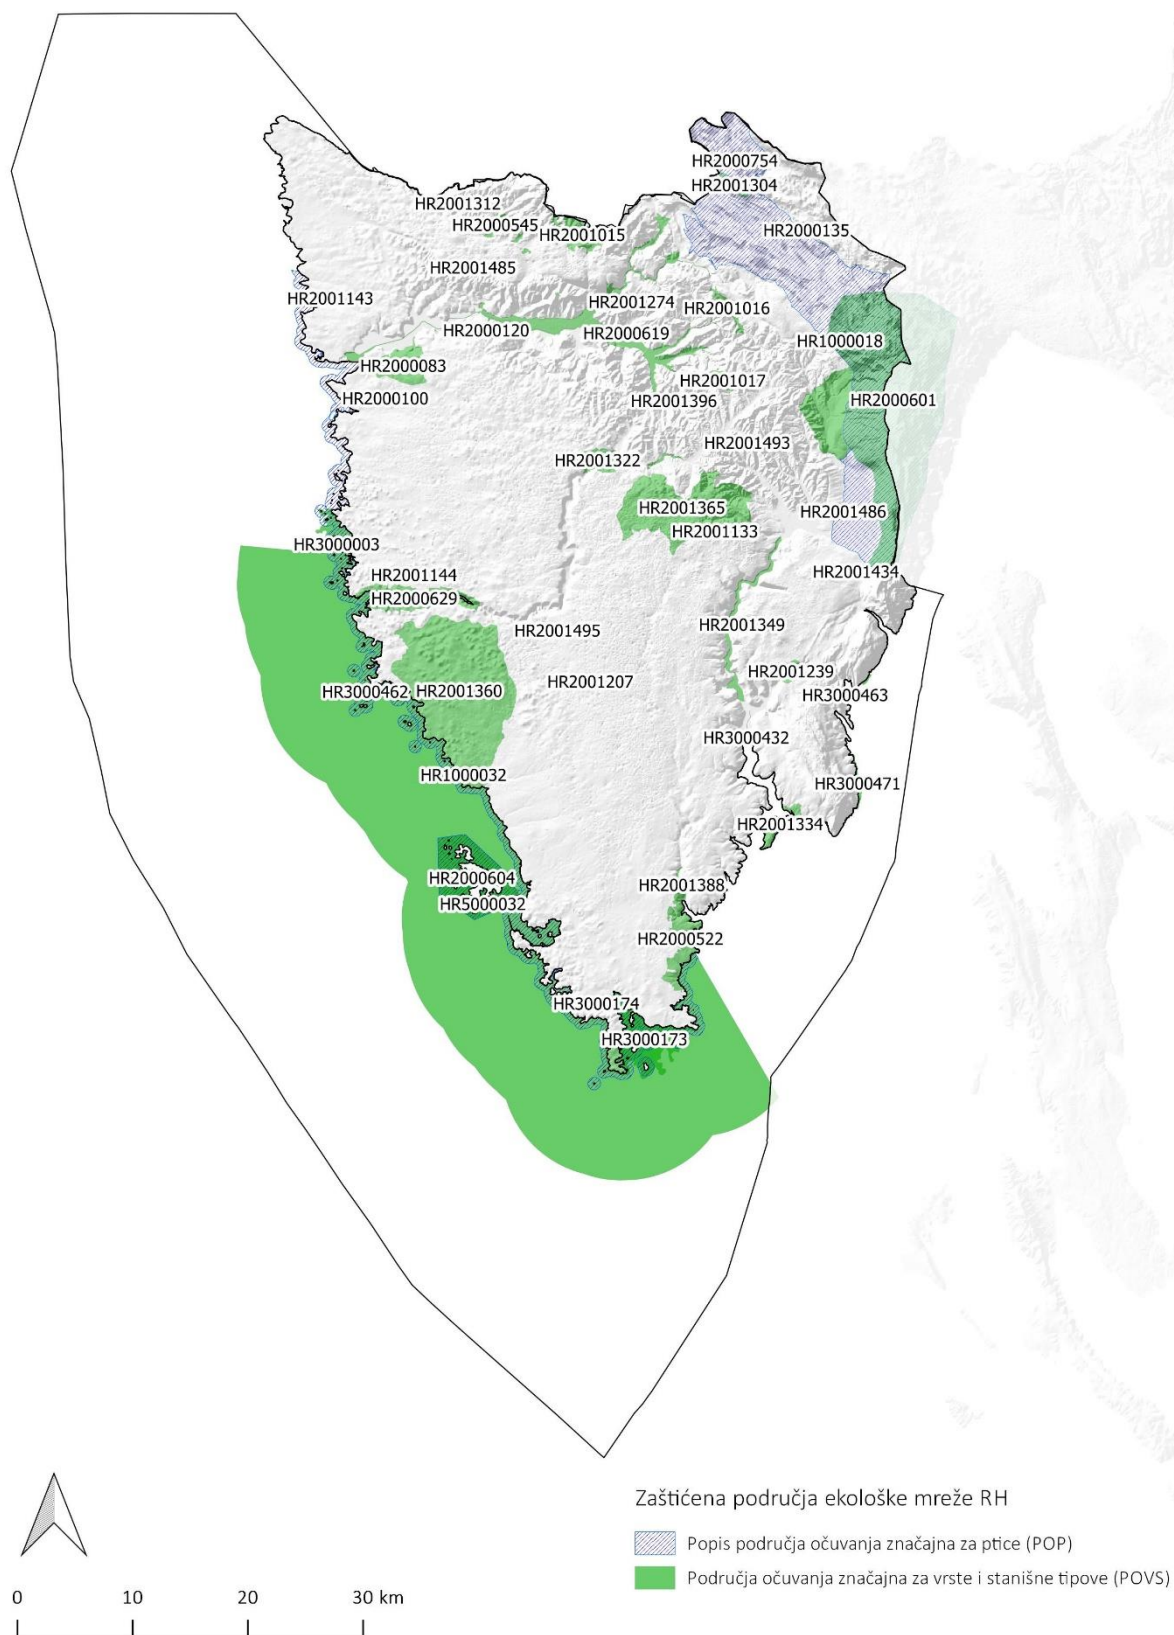 HR2000754
HR2001304
HR2001312
HR2000545
HR2001015
HR2000135
HR2001485
HR2001143
HR2001274
HR2001016
HR2000120
HR2000619
HR1000018
HR2000083
HR2001017
HR2000100
HR2001396
HR2000601
HR2001493
HR2001322
HR2001365
HR2001486
HR2001133
HR3000003
HR2001144
HR2001434
HR2000629
HR2001495
HR2001349
HR2001239
HR2001207
HR3000462
HR2001360
HR3000463
HR3000432
HR1000032
HR3000471
HR2001334
HR2000604
HR2001388
HR5000032
HR2000522
HR3000174
HR3000173
Zaštićena područja ekološke mreže RH
Popis područja očuvanja značajna za ptice (POP)
Područja očuvanja značajna za vrste i stanišne tipove (POVS)
0 10 20 30 km